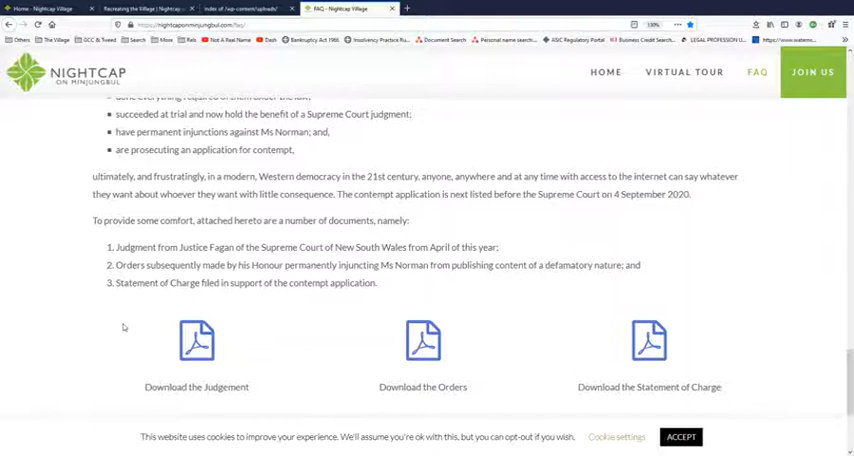 Home - Nightcap Village
Recreating the Village | Nightcap
Index of /wp-content/uploads/
FAQ - Nightcap Village
https://nightcaponminjungbul.com/faq/
130%
Others
The Village
GCC & Tweed
Search
More
Rels
Not A Peal Name
Dash
Bankruptcy Act 1966
Insolvency Practice Ru
Document Search
Personal name search
ASIC Regulatory Portal
Business Credit Search
LEGAL PROFESSION U
NIGHTCAP
ON MINJUNGBUL
HOME
VIRTUAL TOUR
FAQ
JOIN US
done everything required of them under the law;
succeeded at trial and now hold the benefit of a Supreme Court judgment;
have permanent injunctions against Ms Norman; and,
are prosecuting an application for contempt,
ultimately, and frustratingly, in a modern, Western democracy in the 21st century, anyone, anywhere and at any time with access to the internet can say whatever
they want about whoever they want with little consequence. The contempt application is next listed before the Supreme Court on 4 September 2020.
To provide some comfort, attached hereto are a number of documents, namely:
1. Judgment from Justice Fagan of the Supreme Court of New South Wales from April of this year;
2. Orders subsequently made by his Honour permanently injuncting Ms Norman from publishing content of a defamatory nature; and
3. Statement of Charge filed in support of the contempt application.
Download the Judgement
Download the Orders
Download the Statement of Charge
This website uses cookies to improve your experience. We'll assume you're ok with this, but you can opt-out if you wish.
Cookie settings
ACCEPT